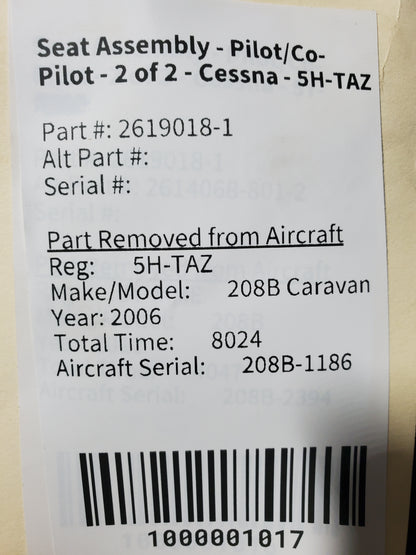 Seat Assembly - Pilot/Co-
Pilot - 2 of 2 - Cessna - 5H-TAZ
Part #: 2619018-1
Alt Part #:
Serial #:
Part Removed from Aircraft
Reg: 5H-TAZ
Make/Model: 208B Caravan
Year: 2006
Total Time: 8024
Aircraft Serial: 208B-1186
1000001017